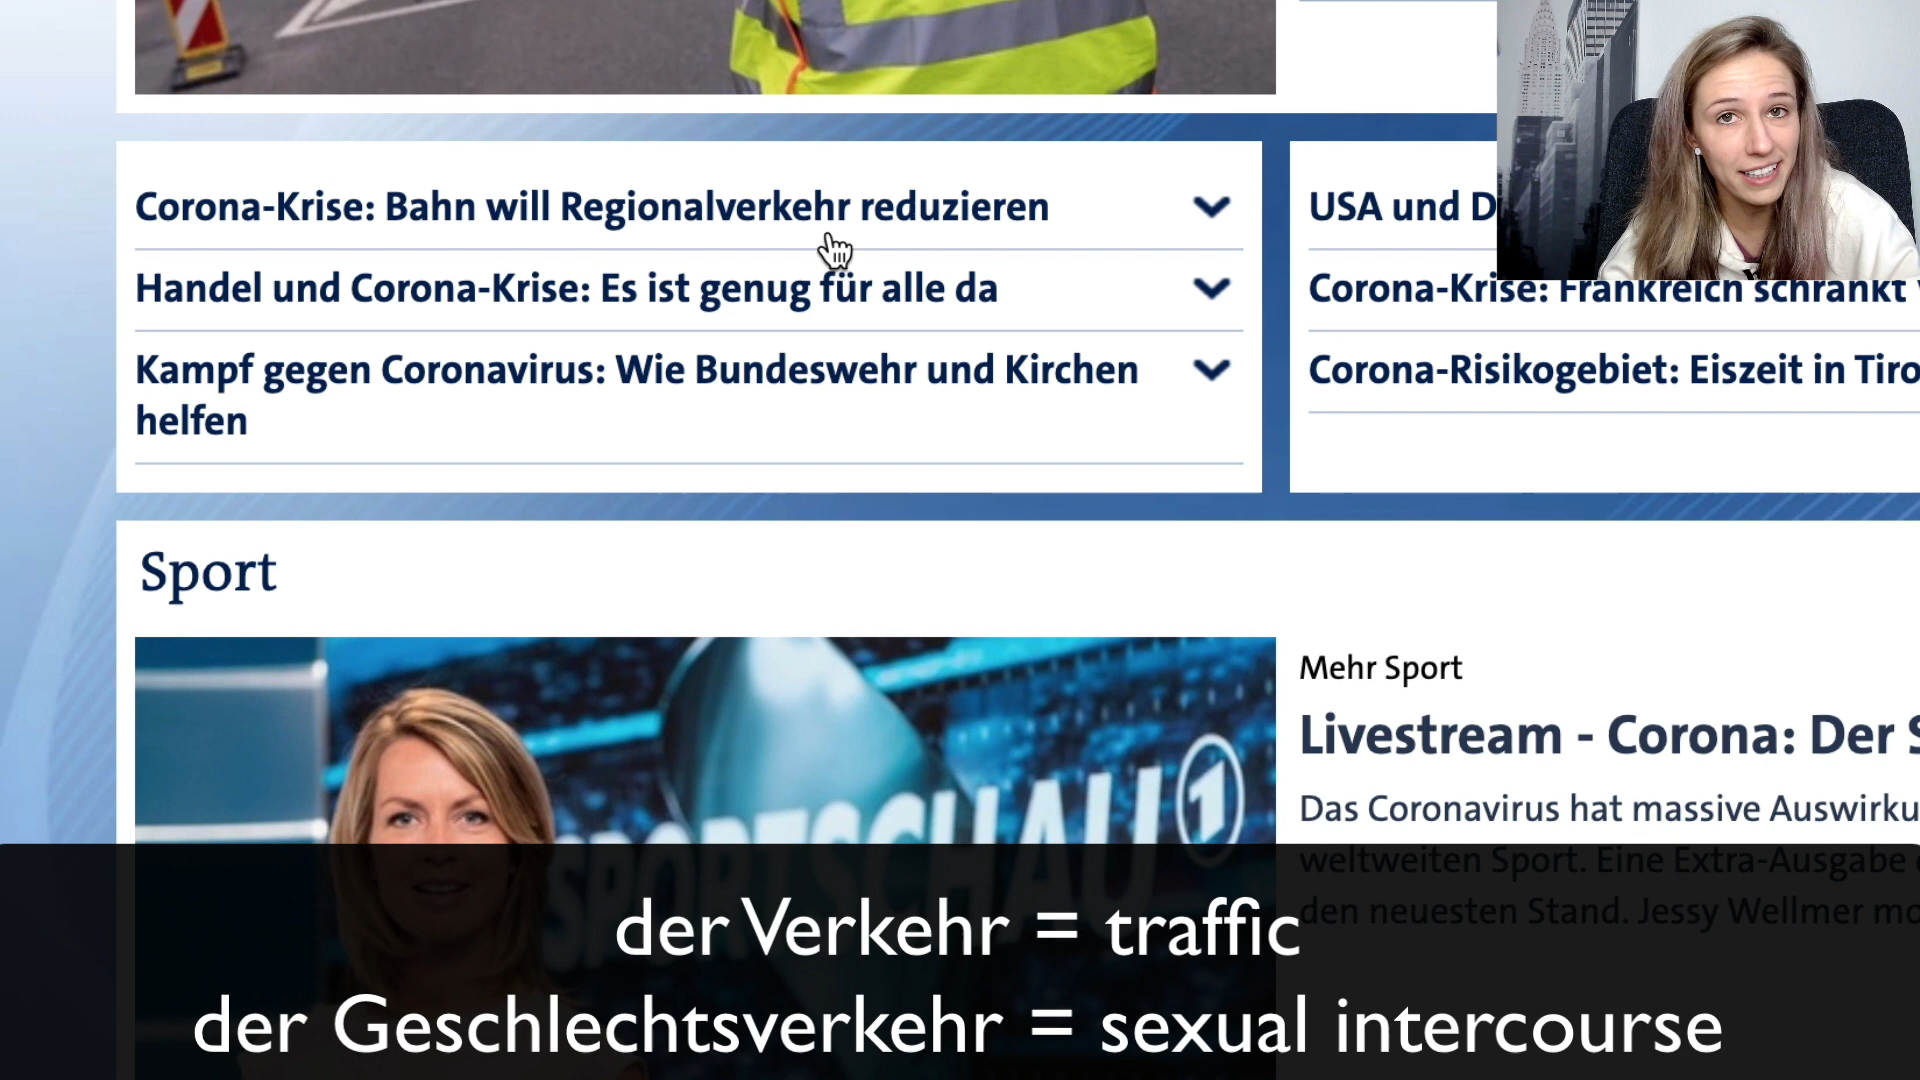 Corona-Krise: Bahn will Regionalverkehr reduzieren
Handel und Corona-Krise: Es ist genug für alle da
Kampf gegen Coronavirus: Wie Bundeswehr und Kirchen
helfen
USA und D
Corona-Krise: Frankreich schränkt
Corona-Risikogebiet: Eiszeit in Tiro
Sport
SPORTSCHAU 1
Mehr Sport
Livestream - Corona: Der S
Das Coronavirus hat massive Auswirku
weltweiten Sport. Eine Extra-Ausgabe
den neuesten Stand. Jessy Wellmer mo
der Verkehr = traffic
der Geschlechtsverkehr = sexual intercourse